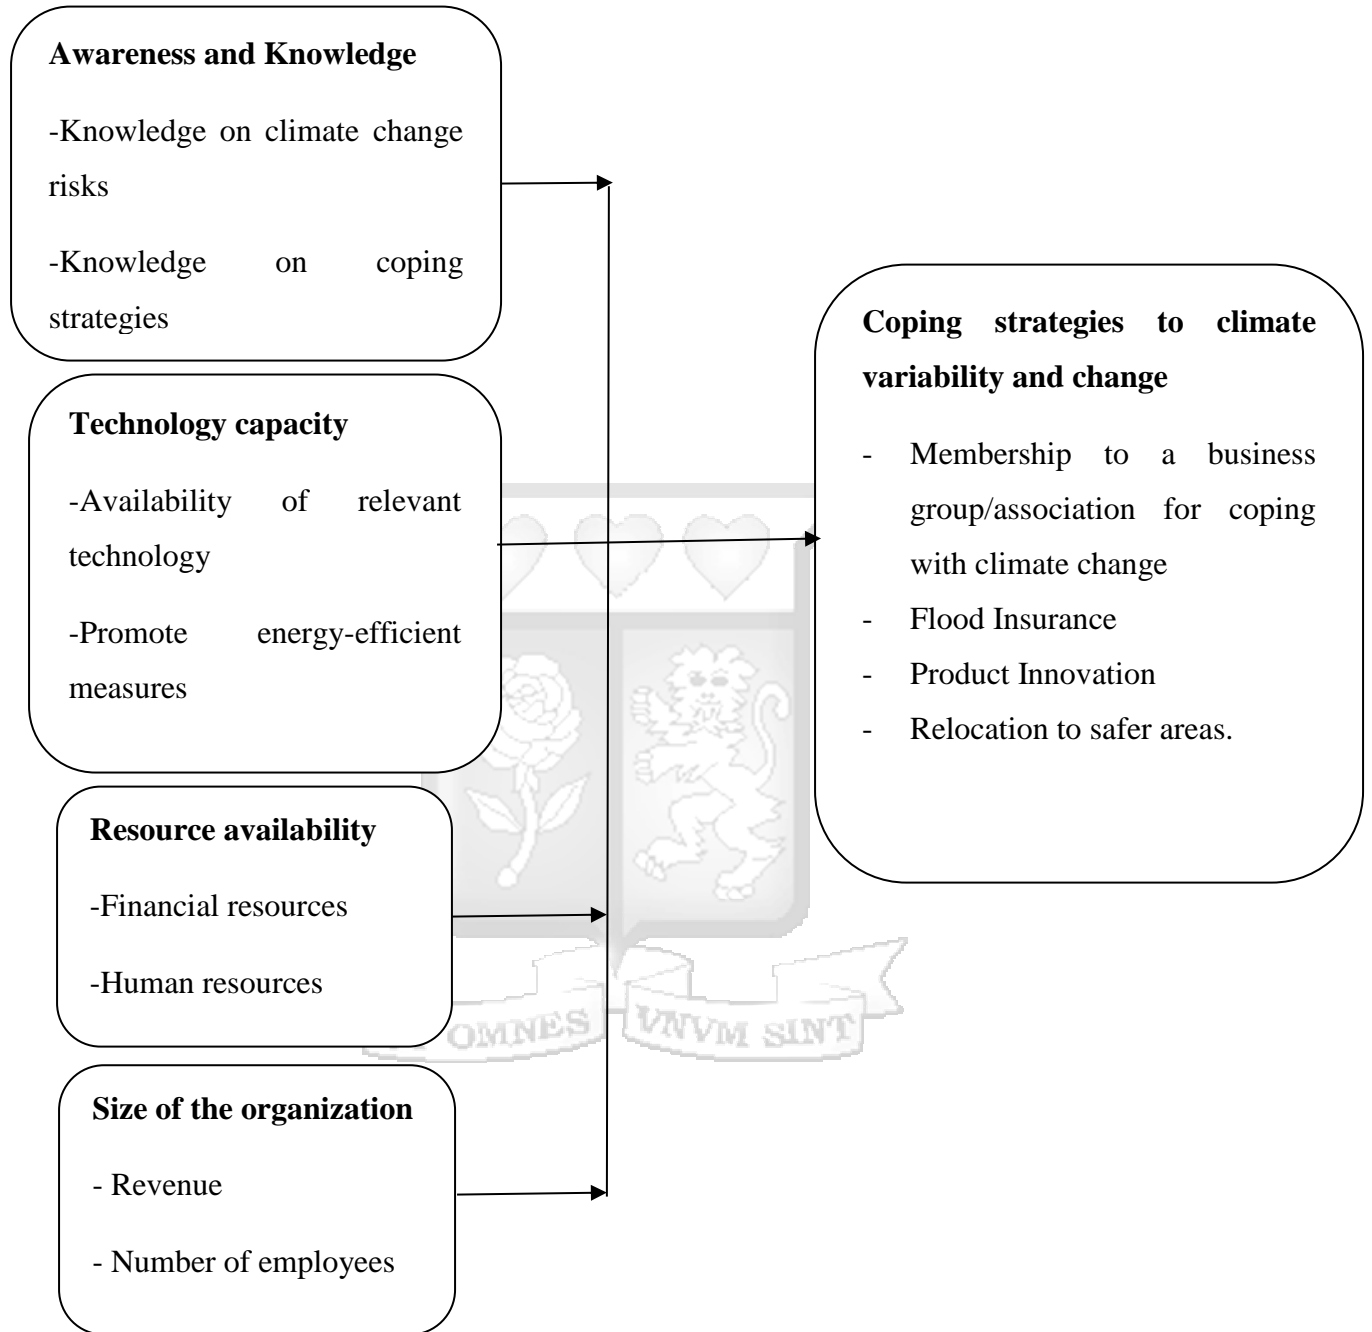 Awareness and Knowledge
-Knowledge on climate change
risks
-Knowledge on coping
strategies
Technology capacity
-Availability of relevant
technology
-Promote energy-efficient
measures
Resource availability
-Financial resources
-Human resources
Size of the organization
- Revenue
- Number of employees
Coping strategies to climate
variability and change
- Membership to a business
group/association for coping
with climate change
- Flood Insurance
- Product Innovation
- Relocation to safer areas.
OMNES VNVM SINT